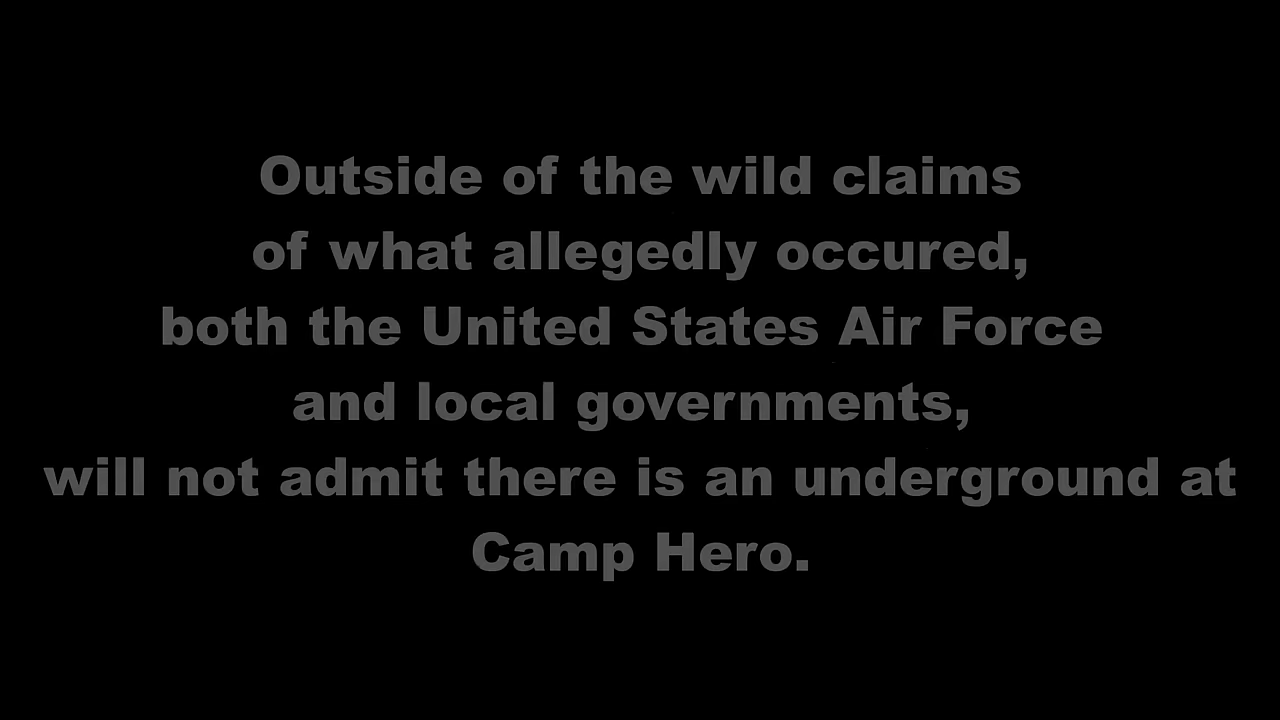 Outside of the wild claims
of what allegedly occured,
both the United States Air Force
and local governments,
will not admit there is an underground at
Camp Hero.